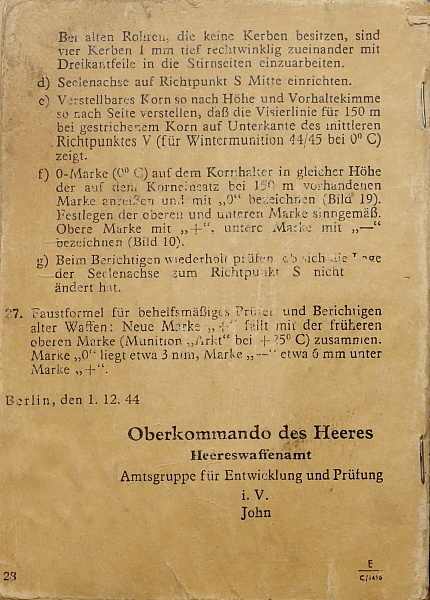 Bei alten Rohren, die keine Kerben besitzen, sind
vier Kerben 1 mm tief rechtwinklig zueinander mit
Dreikantfeile in die Stirnseiten einzuarbeiten.
d) Seelenachse auf Richtpunkt S Mitte einrichten.
e) Verstellbares Korn so nach Höhe und Vorhaltekimme
so nach Seite verstellen, daß die Visierlinie für 150 m
bei gestrichenem Korn auf Unterkante des mittleren
Richtpunktes V (für Wintermunition 44/45 bei 0° C)
zeigt.
f) 0-Marke (0° C) auf dem Kornhalter in gleicher Höhe
der auf dem Korneinsatz bei 150 m vorhandenen
Marke anreißen und mit „0" bezeichnen (Bild 19).
Festlegen der oberen und unteren Marke sinngemäß.
Obere Marke mit „+", untere Marke mit „—"
bezeichnen (Bild 10).
g) Beim Berichtigen wiederholt prüfen, ob sich die Lage
der Seelenachse zum Richtpunkt S nicht
ändert hat.
27. Faustformel für behelfsmäßiges Prüfen und Berichtigen
alter Waffen: Neue Marke „+" fällt mit der früheren
oberen Marke (Munition „Arkt" bei +25° C) zusammen.
Marke „0" liegt etwa 3 mm, Marke „—" etwa 6 mm unter
Marke „+".
Berlin, den 1. 12. 44
Oberkommando des Heeres
Heereswaffenamt
Amtsgruppe für Entwicklung und Prüfung
i. V.
John
28
E
C/1410